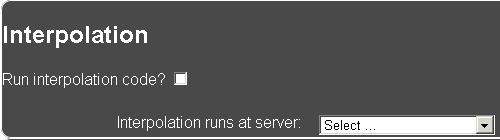 Interpolation
Run interpolation code?
Interpolation runs at server: Select ...